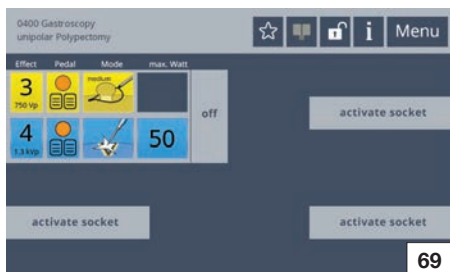 0400 Gastroscopy
unipolar Polypectomy
i
Menu
Effect Pedal Mode max. Watt
3
750 Vp
medium
off
4
1.3 kVp
50
activate socket
activate socket
activate socket
69